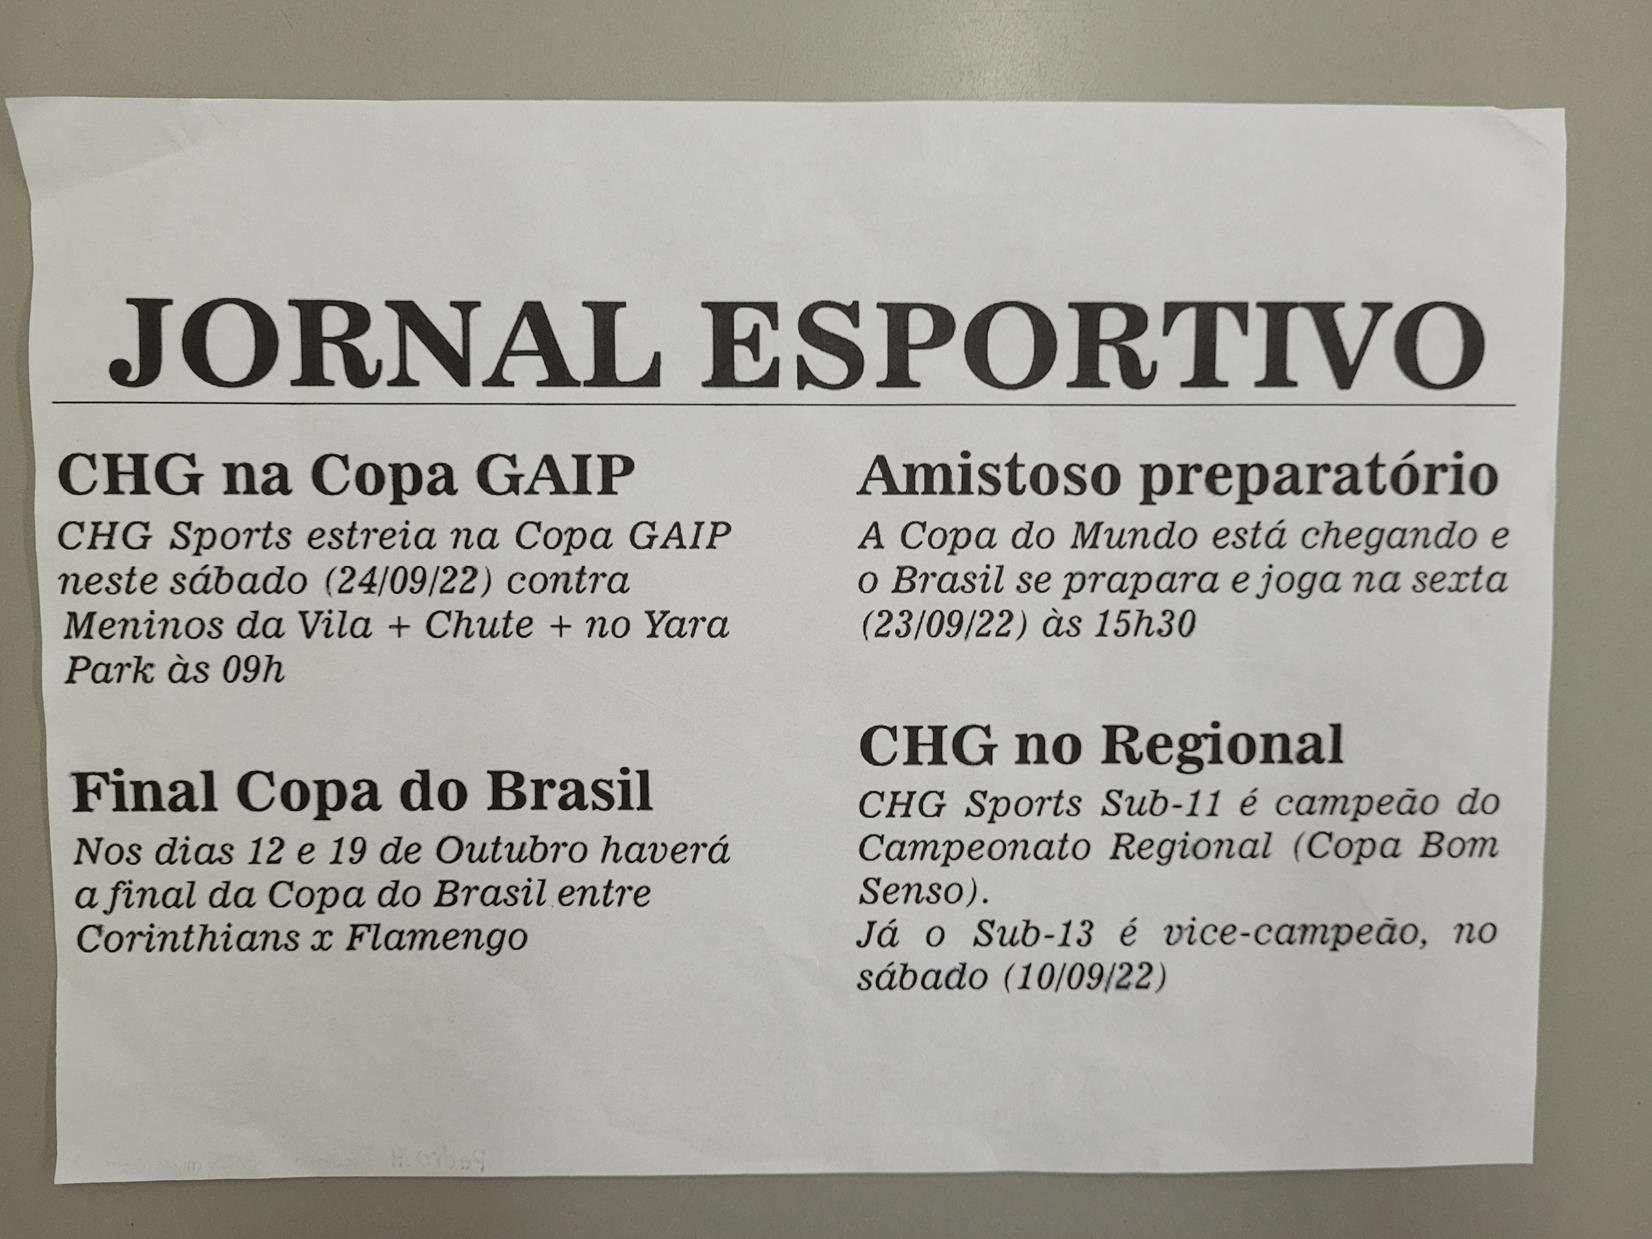 JORNAL ESPORTIVO
CHG na Copa GAIP
CHG Sports estreia na Copa GAIP
neste sábado (24/09/22) contra
Meninos da Vila + Chute + no Yara
Park às 09h
Final Copa do Brasil
Nos dias 12 e 19 de Outubro haverá
a final da Copa do Brasil entre
Corinthians x Flamengo
Amistoso preparatório
A Copa do Mundo está chegando e
o Brasil se prapara e joga na sexta
(23/09/22) às 15h30
CHG no Regional
CHG Sports Sub-11 é campeão do
Campeonato Regional (Copa Bom
Senso).
Já o Sub-13 é vice-campeão, no
sábado (10/09/22)